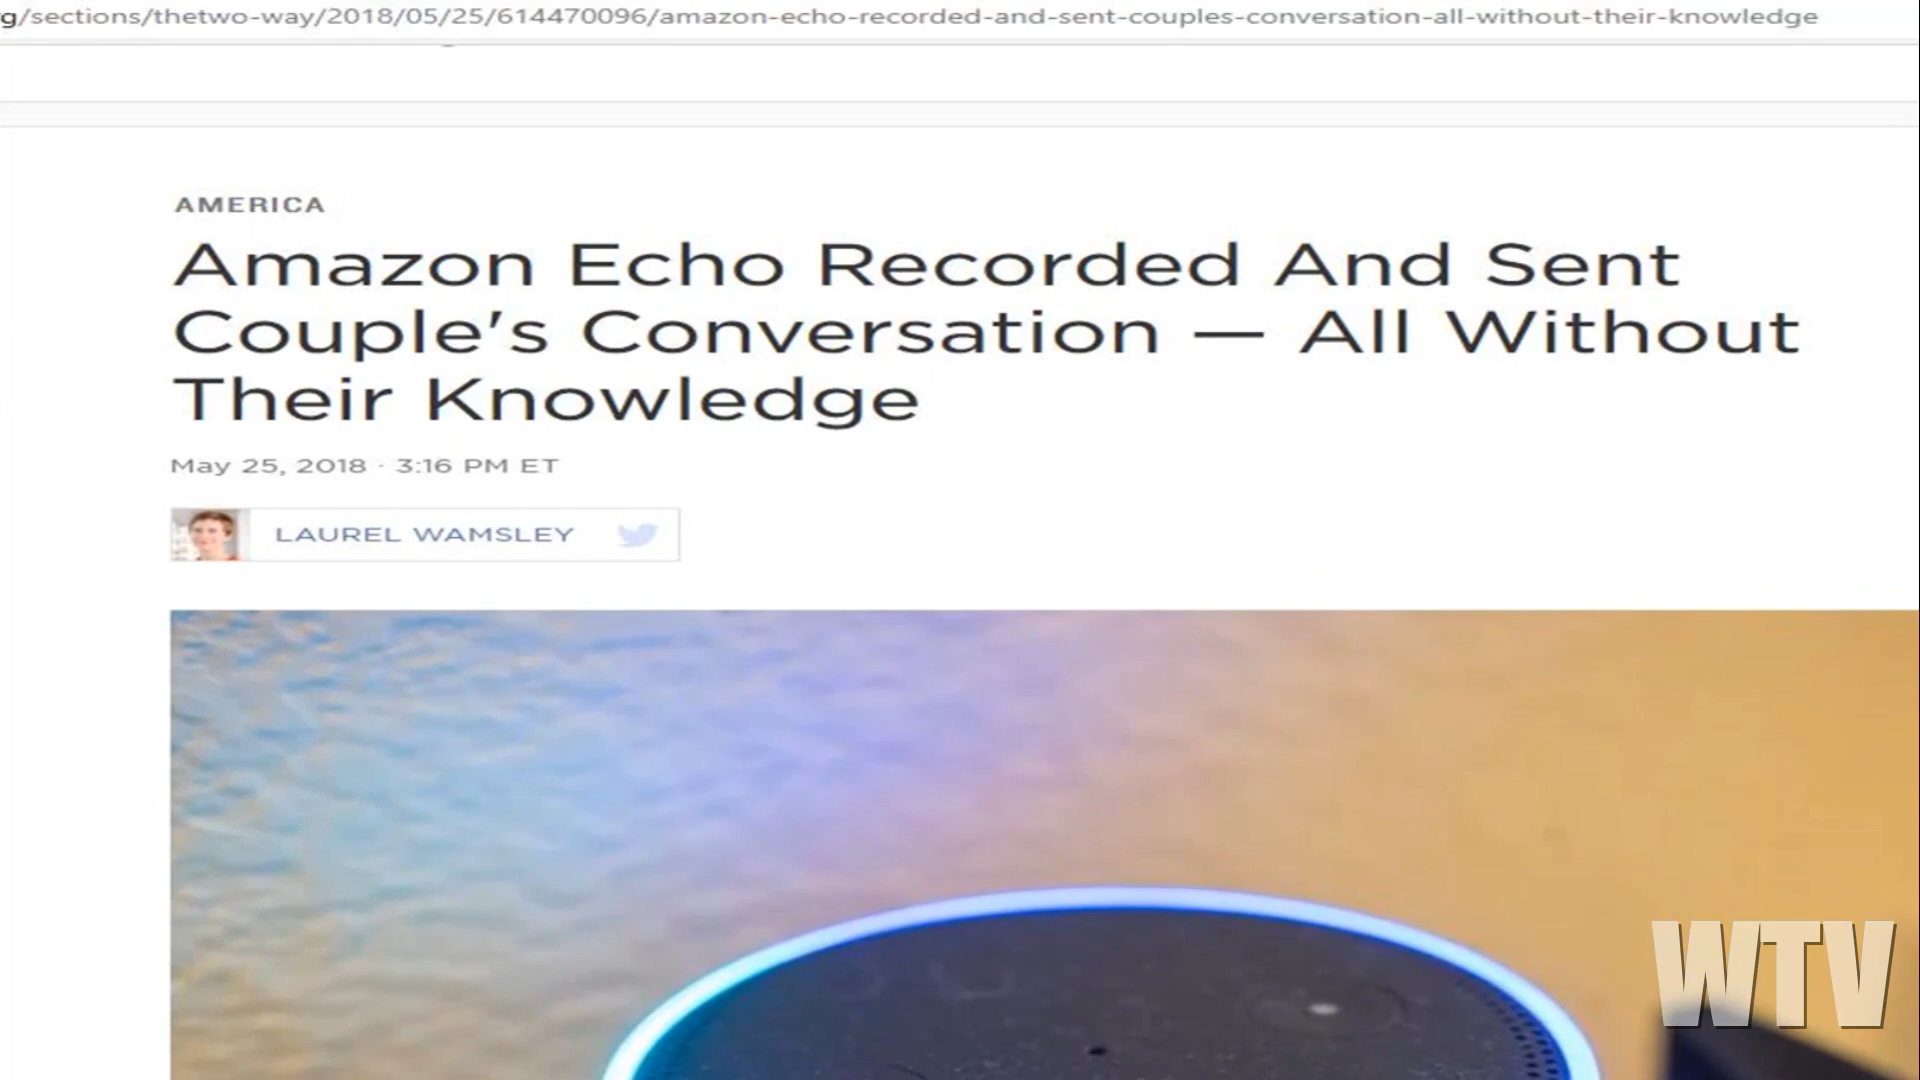 g/sections/thetwo-way/2018/05/25/614470096/amazon-echo-recorded-and-sent-couples-conversation-all-without-their-knowledge
AMERICA
Amazon Echo Recorded And Sent
Couple's Conversation — All Without
Their Knowledge
May 25, 2018 · 3:16 PM ET
LAUREL WAMSLEY
WTV